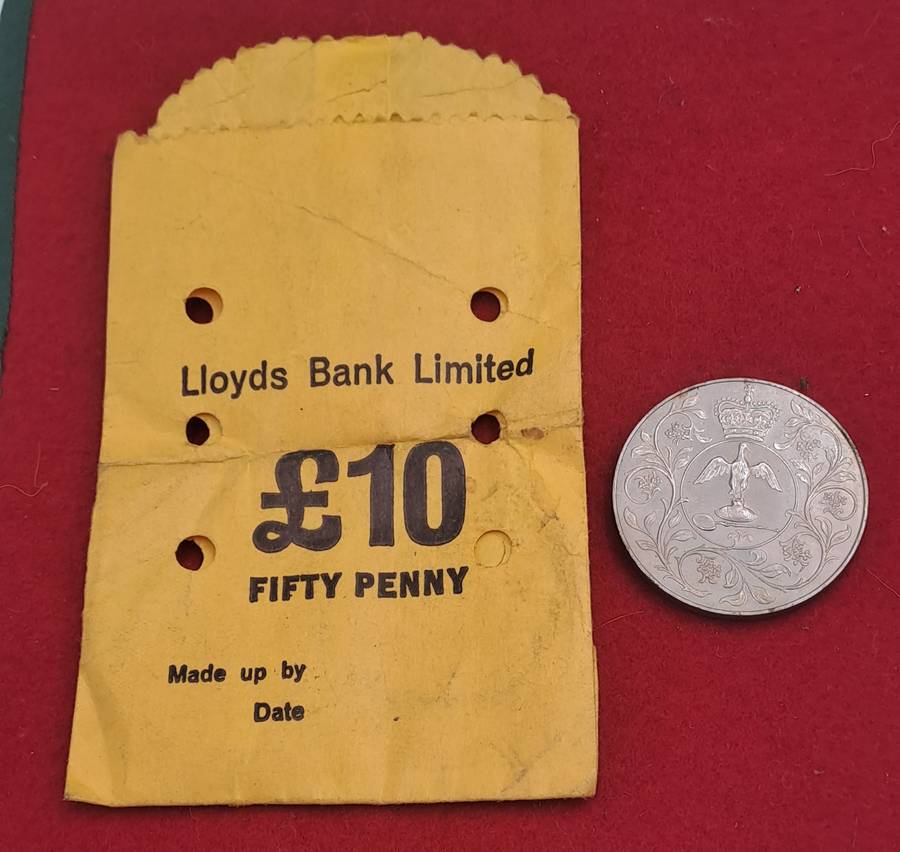 Lloyds Bank Limited
£10
FIFTY PENNY
Made up by
Date